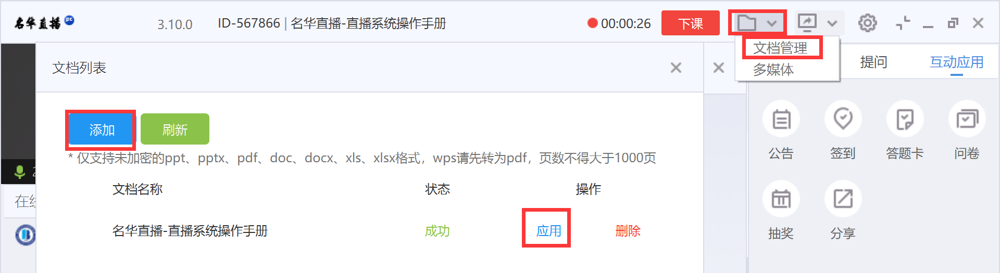 名华直播 PC
3.10.0
ID-567866 | 名华直播-直播系统操作手册
00:00:26
下课
文档管理
多媒体
提问
互动应用
文档列表
添加
刷新
* 仅支持未加密的ppt、pptx、pdf、doc、docx、xls、xlsx格式，wps请先转为pdf，页数不得大于1000页
文档名称
状态
操作
名华直播-直播系统操作手册
成功
应用
删除
在
公告
签到
答题卡
问卷
抽奖
分享